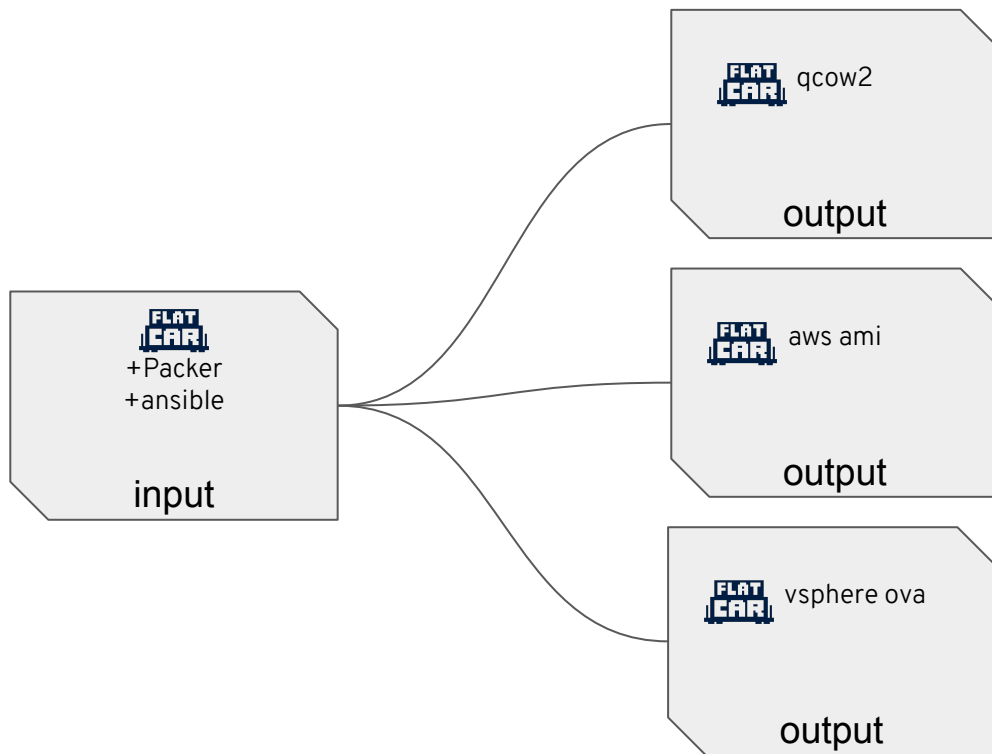 FLAT
CAR
+Packer
+ansible
input
FLAT
CAR
qcow2
output
FLAT
CAR
aws ami
output
FLAT
CAR
vsphere ova
output